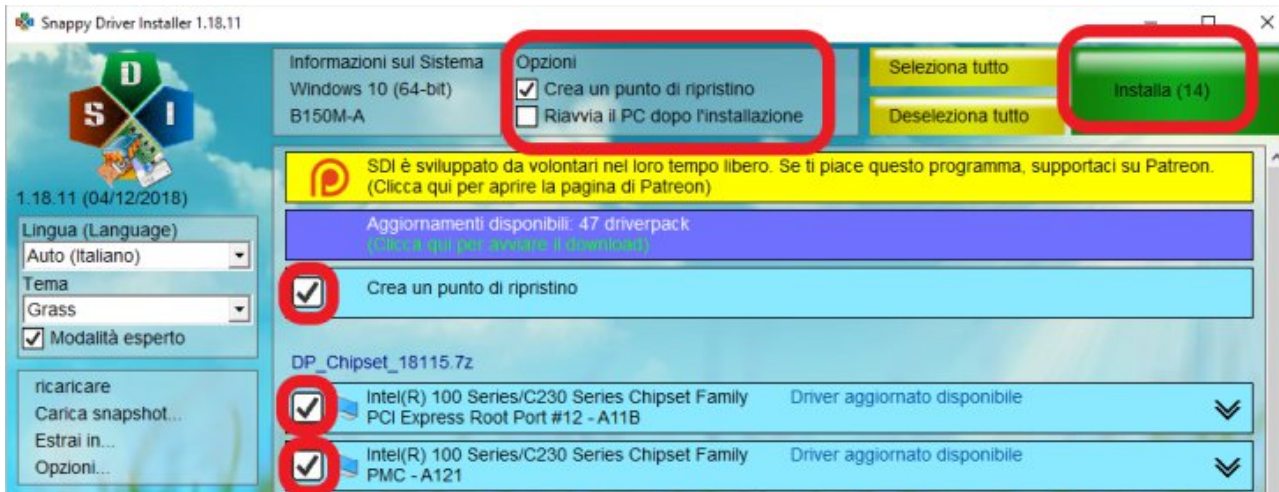 Snappy Driver Installer 1.18.11
D
S
I
1.18.11 (04/12/2018)
Lingua (Language)
Auto (Italiano)
Tema
Grass
Modalità esperto
ricaricare
Carica snapshot...
Estrai in...
Opzioni...
Informazioni sul Sistema
Windows 10 (64-bit)
B150M-A
Opzioni
Crea un punto di ripristino
Riavvia il PC dopo l'installazione
Seleziona tutto
Deseleziona tutto
Installa (14)
SDI è sviluppato da volontari nel loro tempo libero. Se ti piace questo programma, supportaci su Patreon.
(Clicca qui per aprire la pagina di Patreon)
Aggiornamenti disponibili: 47 driverpack
(Clicca qui per avviare il download)
Crea un punto di ripristino
DP_Chipset_18115.7z
Intel(R) 100 Series/C230 Series Chipset Family
PCI Express Root Port #12 - A11B
Driver aggiornato disponibile
Intel(R) 100 Series/C230 Series Chipset Family
PMC - A121
Driver aggiornato disponibile